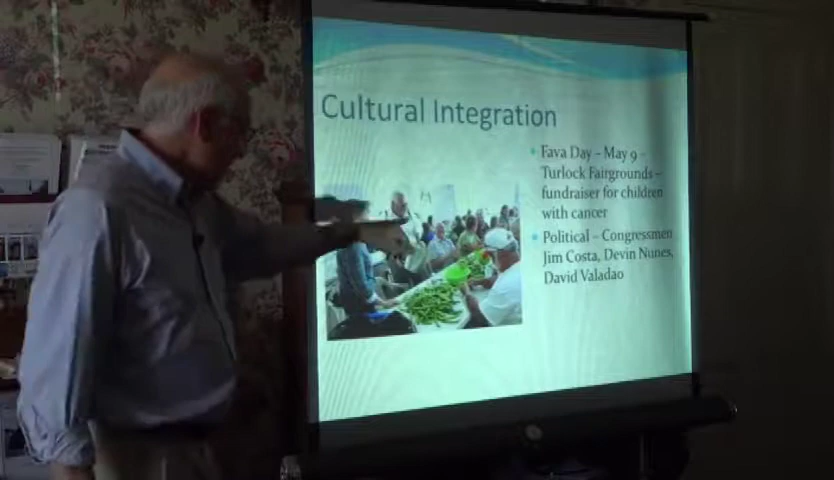 Cultural Integration
Fava Day – May 9 –
Turlock Fairgrounds –
fundraiser for children
with cancer
Political – Congressmen
Jim Costa, Devin Nunes,
David Valadao